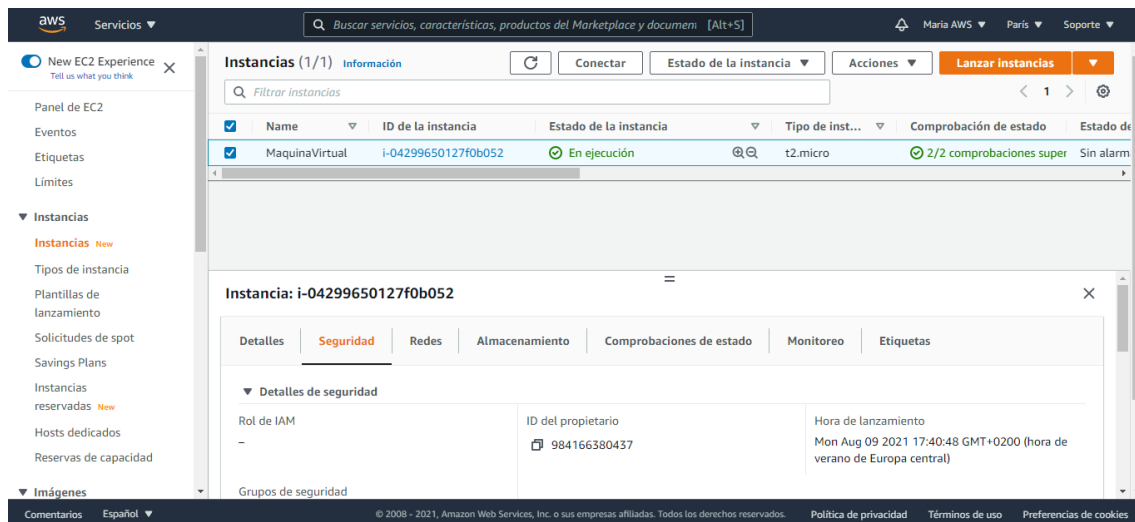 aws Servicios ▼ Buscar servicios, características, productos del Marketplace y documen [Alt+S] Maria AWS ▼ París ▼ Soporte ▼
New EC2 Experience
Tell us what you think
Panel de EC2
Eventos
Etiquetas
Límites
▼ Instancias
Instancias New
Tipos de instancia
Plantillas de
lanzamiento
Solicitudes de spot
Savings Plans
Instancias
reservadas New
Hosts dedicados
Reservas de capacidad
▼ Imágenes
Instancias (1/1) Información Conectar Estado de la instancia ▼ Acciones ▼ Lanzar instancias ▼
Filtrar instancias
< 1 >
Name ID de la instancia Estado de la instancia Tipo de inst... Comprobación de estado Estado de
MaquinaVirtual i-04299650127f0b052 En ejecución t2.micro 2/2 comprobaciones super Sin alarm
Instancia: i-04299650127f0b052
Detalles Seguridad Redes Almacenamiento Comprobaciones de estado Monitoreo Etiquetas
▼ Detalles de seguridad
Rol de IAM ID del propietario Hora de lanzamiento
– 984166380437 Mon Aug 09 2021 17:40:48 GMT+0200 (hora de
verano de Europa central)
Grupos de seguridad
Comentarios Español ▼ © 2008 - 2021, Amazon Web Services, Inc. o sus empresas afiliadas. Todos los derechos reservados. Política de privacidad Términos de uso Preferencias de cookies